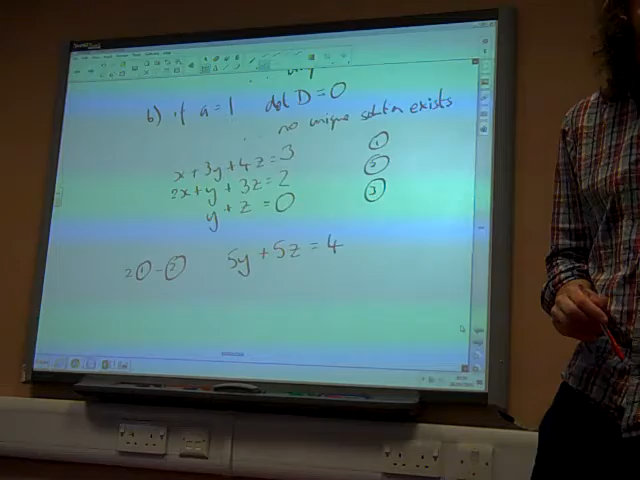 b) if a = 1 det D = 0
no unique solution exists
x + 3y + 4z = 3 ①
2x + y + 3z = 2 ②
y + z = 0 ③
2① - ② 5y + 5z = 4